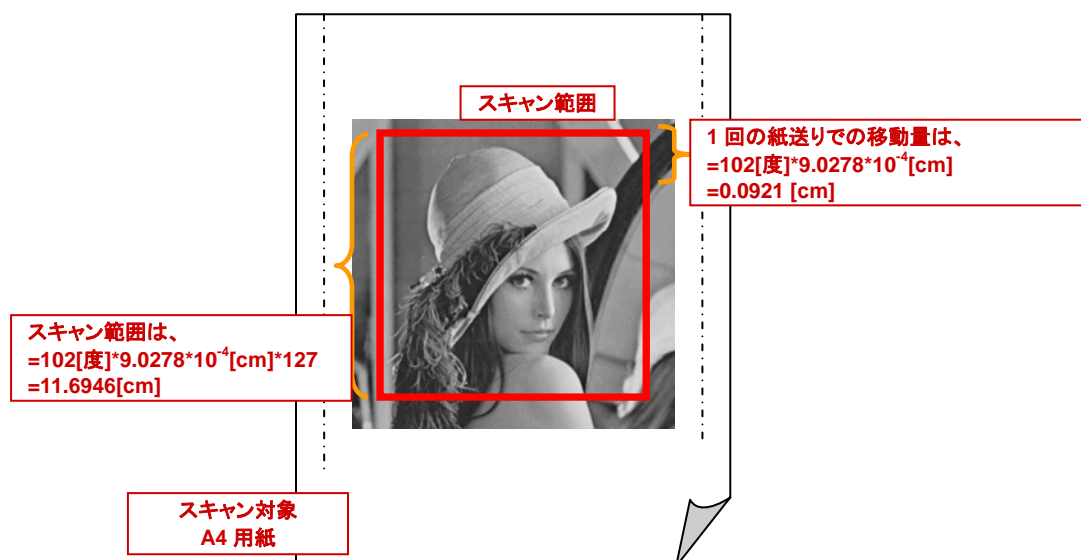 スキャン範囲
1 回の紙送りでの移動量は、
=102[度]*9.0278*10-4[cm]
=0.0921 [cm]
スキャン範囲は、
=102[度]*9.0278*10-4[cm]*127
=11.6946[cm]
スキャン対象
A4 用紙